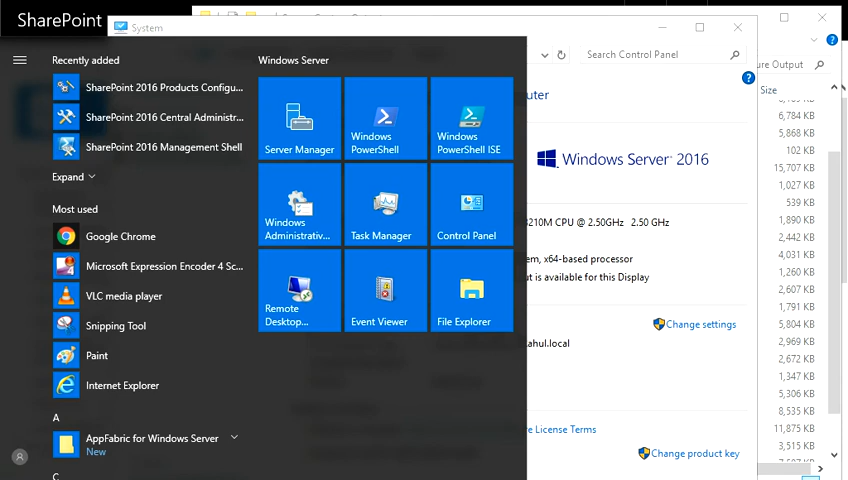 SharePoint
System
Search Control Panel
ure Output
Recently added
Windows Server
Size
SharePoint 2016 Products Configu...
SharePoint 2016 Central Administr...
SharePoint 2016 Management Shell
Server Manager
Windows PowerShell
Windows PowerShell ISE
uter
Windows Server® 2016
6,784 KB
5,868 KB
102 KB
15,707 KB
1,027 KB
539 KB
1,890 KB
2,442 KB
4,031 KB
1,260 KB
2,607 KB
1,791 KB
5,804 KB
2,969 KB
2,672 KB
1,347 KB
5,306 KB
8,535 KB
11,875 KB
3,515 KB
Expand
Most used
Google Chrome
Microsoft Expression Encoder 4 Sc...
VLC media player
Snipping Tool
Paint
Internet Explorer
A
AppFabric for Windows Server
New
Windows Administrativ...
Task Manager
Control Panel
Remote Desktop...
Event Viewer
File Explorer
3210M CPU @ 2.50GHz 2.50 GHz
em, x64-based processor
ut is available for this Display
Change settings
ahul.local
re License Terms
Change product key